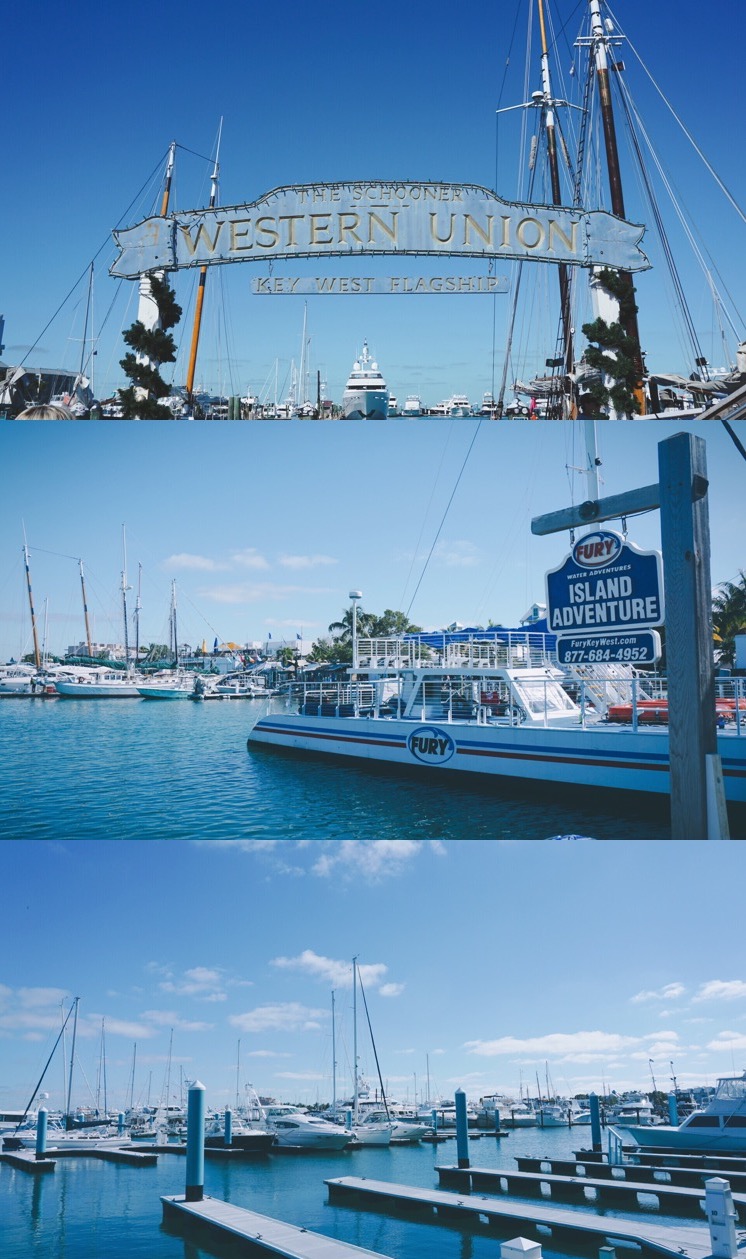 THE SCHOONER
WESTERN UNION
KEY WEST FLAGSHIP
FURY
WATER ADVENTURES
ISLAND
ADVENTURE
FuryKeyWest.com
877-684-4952
FURY